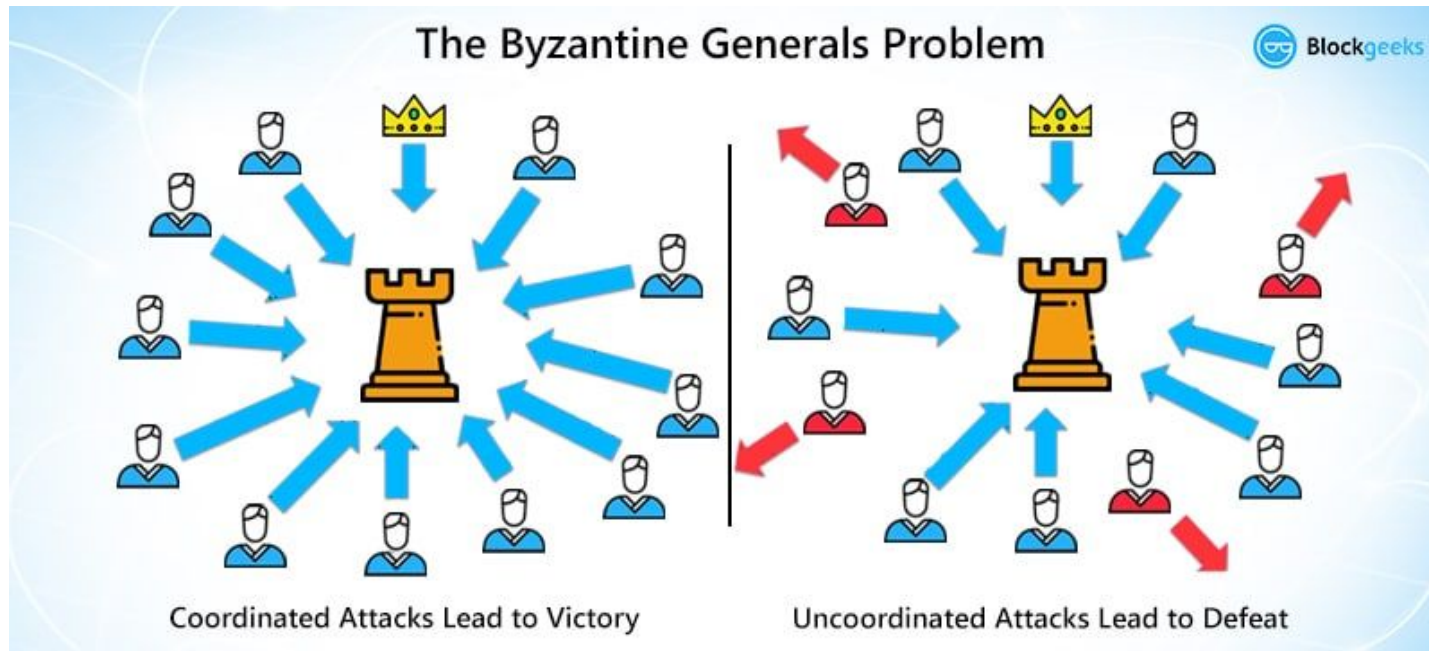 The Byzantine Generals Problem
Blockgeeks
Coordinated Attacks Lead to Victory
Uncoordinated Attacks Lead to Defeat